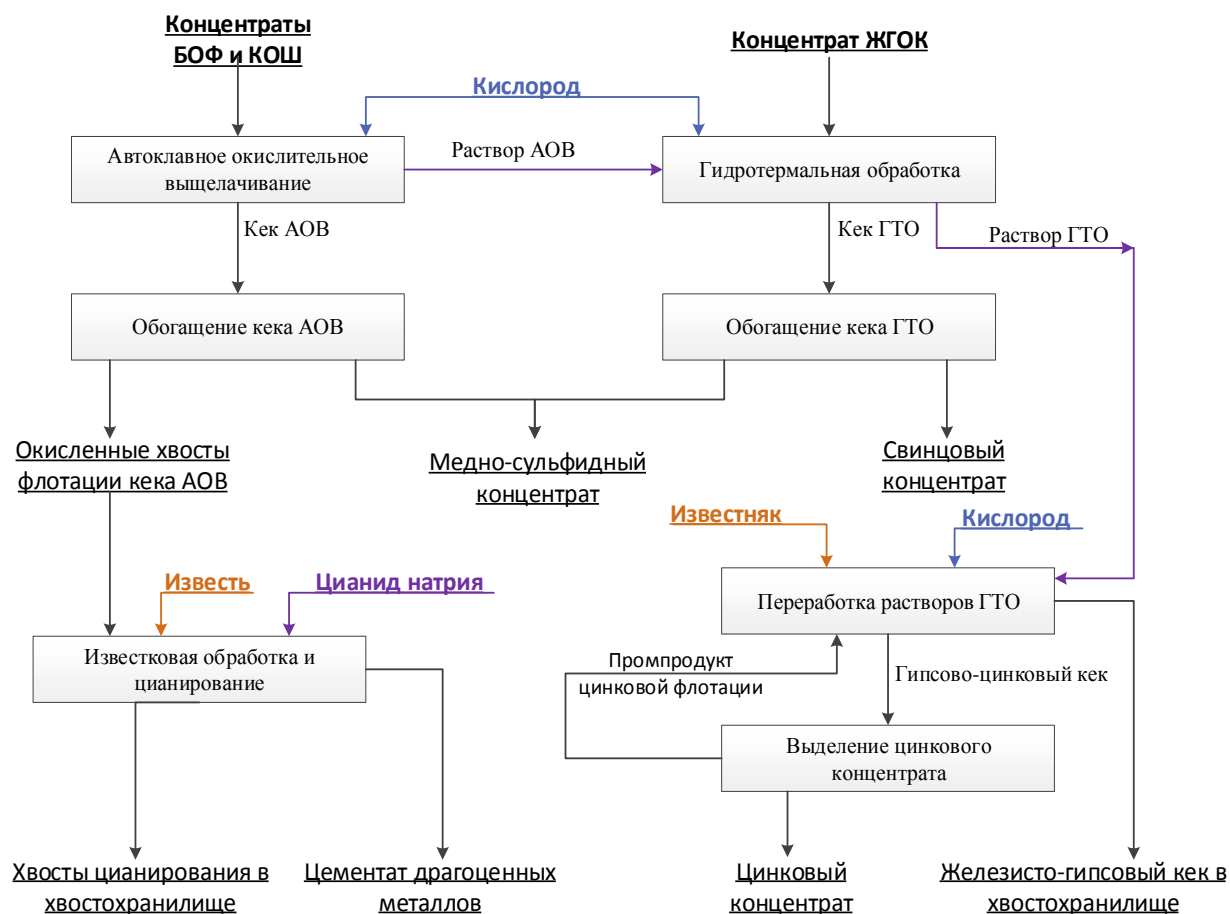 Концентраты
БОФ и КОШ
Концентрат ЖГОК
Кислород
Автоклавное окислительное
выщелачивание
Раствор АОВ
Гидротермальная обработка
Кек АОВ
Кек ГТО
Раствор ГТО
Обогащение кека АОВ
Обогащение кека ГТО
Окисленные хвосты
флотации кека АОВ
Медно-сульфидный
концентрат
Свинцовый
концентрат
Известняк
Кислород
Известь
Цианид натрия
Переработка растворов ГТО
Известковая обработка и
цианирование
Промпродукт
цинковой флотации
Гипсово-цинковый кек
Выделение цинкового
концентрата
Хвосты цианирования в
хвостохранилище
Цементат драгоценных
металлов
Цинковый
концентрат
Железисто-гипсовый кек в
хвостохранилище